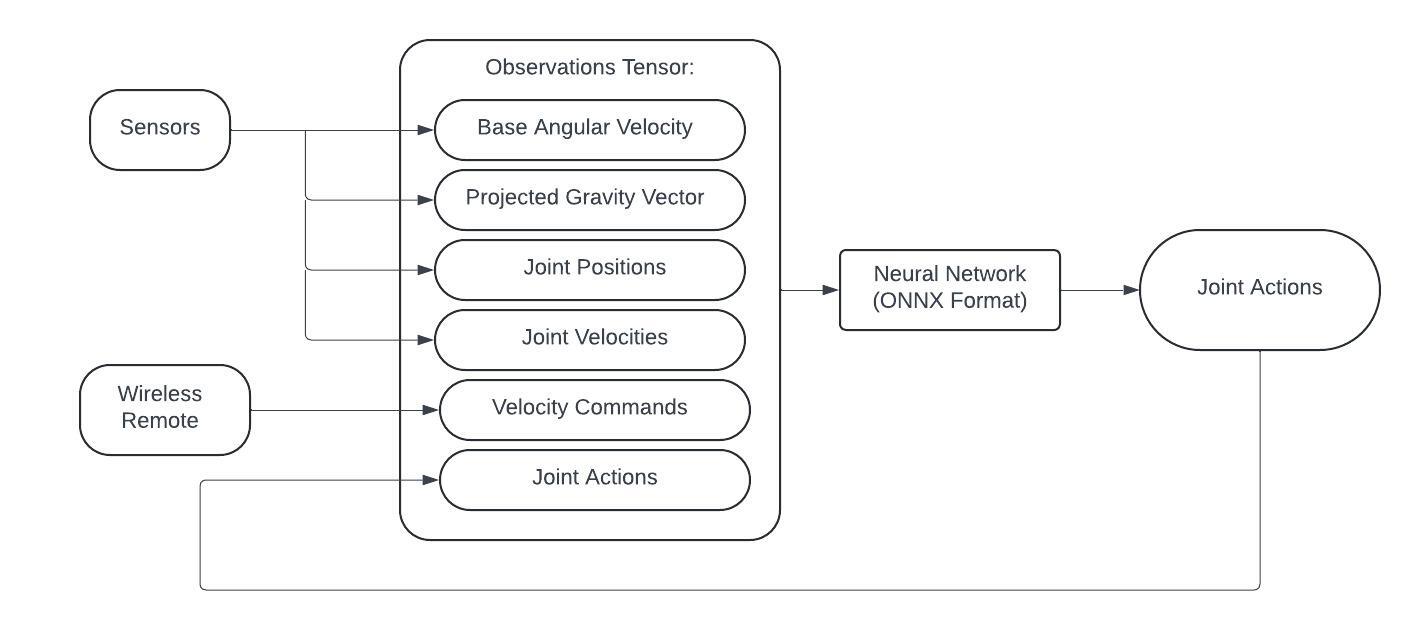 Observations Tensor:
Sensors
Base Angular Velocity
Projected Gravity Vector
Joint Positions
Joint Velocities
Wireless
Remote
Velocity Commands
Joint Actions
Neural Network
(ONNX Format)
Joint Actions